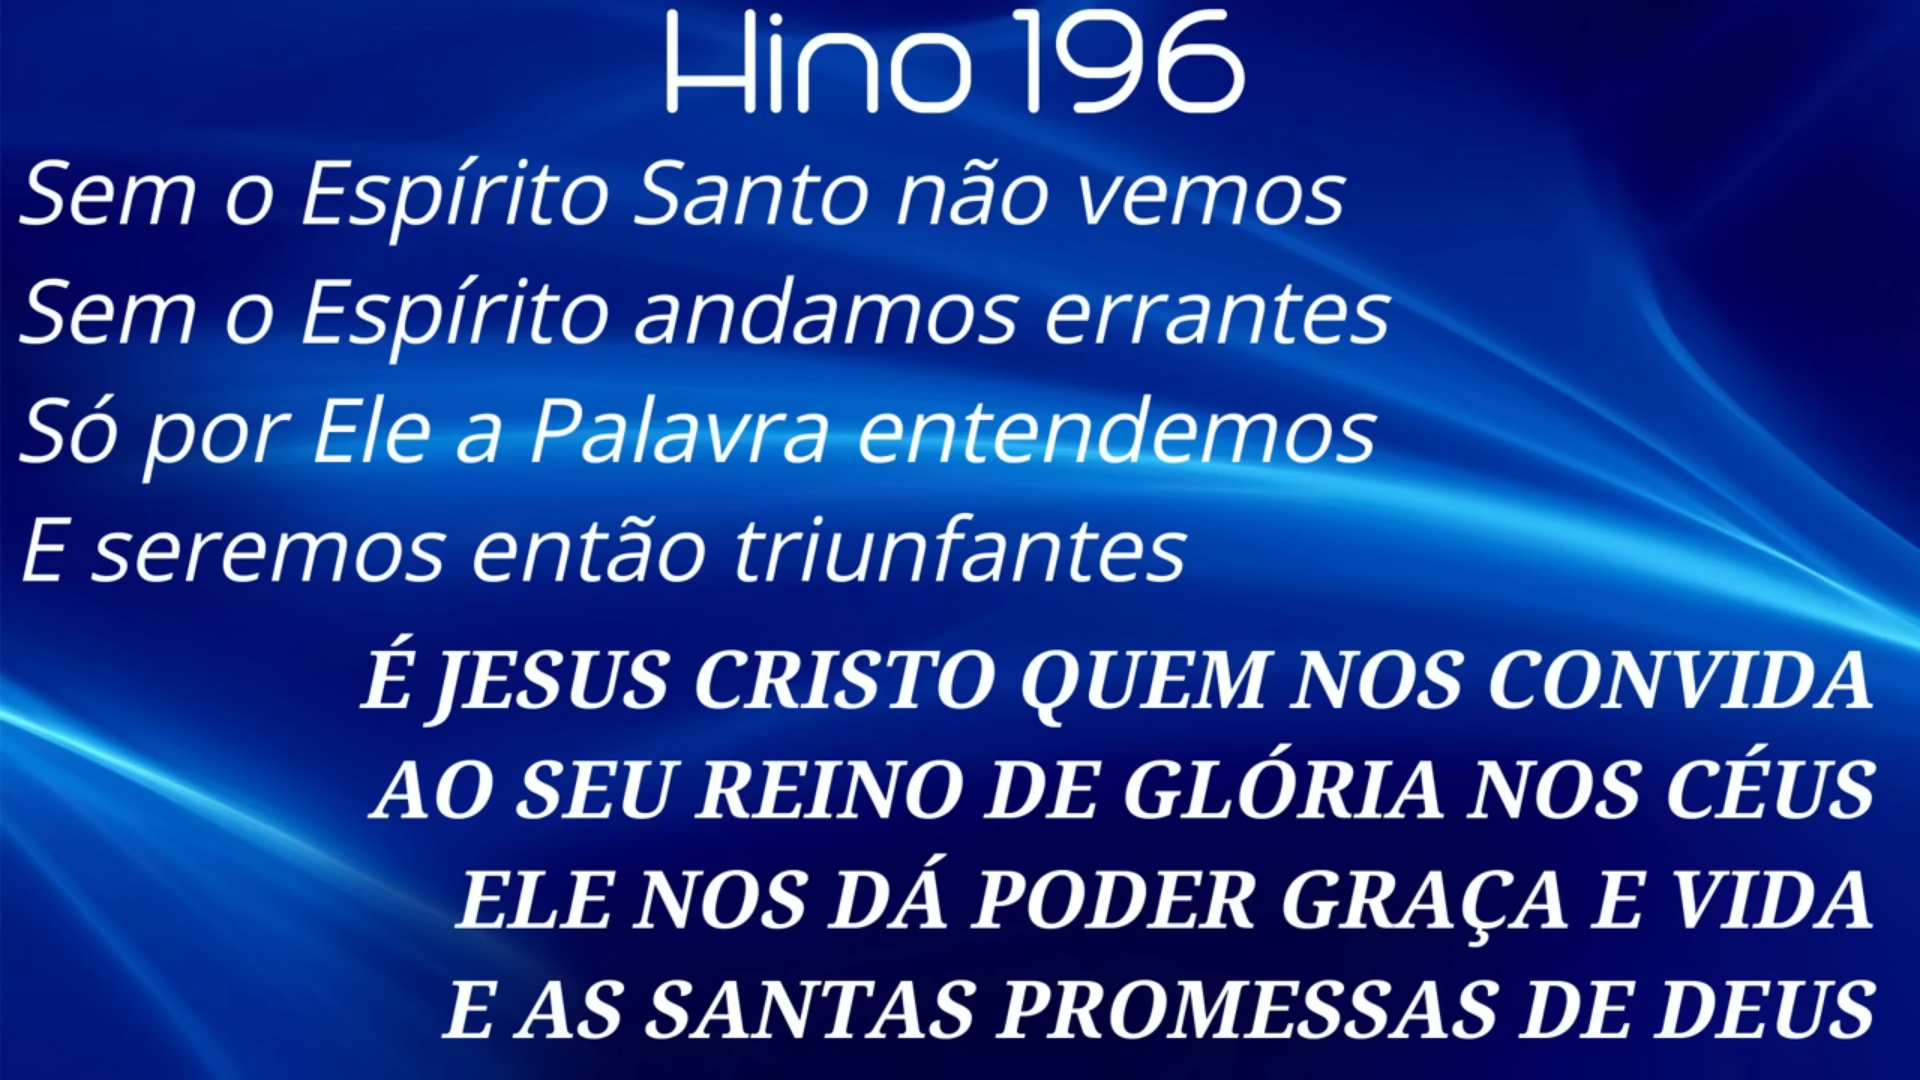 Hino 196
Sem o Espírito Santo não vemos
Sem o Espírito andamos errantes
Só por Ele a Palavra entendemos
E seremos então triunfantes
É JESUS CRISTO QUEM NOS CONVIDA
AO SEU REINO DE GLÓRIA NOS CÉUS
ELE NOS DÁ PODER GRAÇA E VIDA
E AS SANTAS PROMESSAS DE DEUS